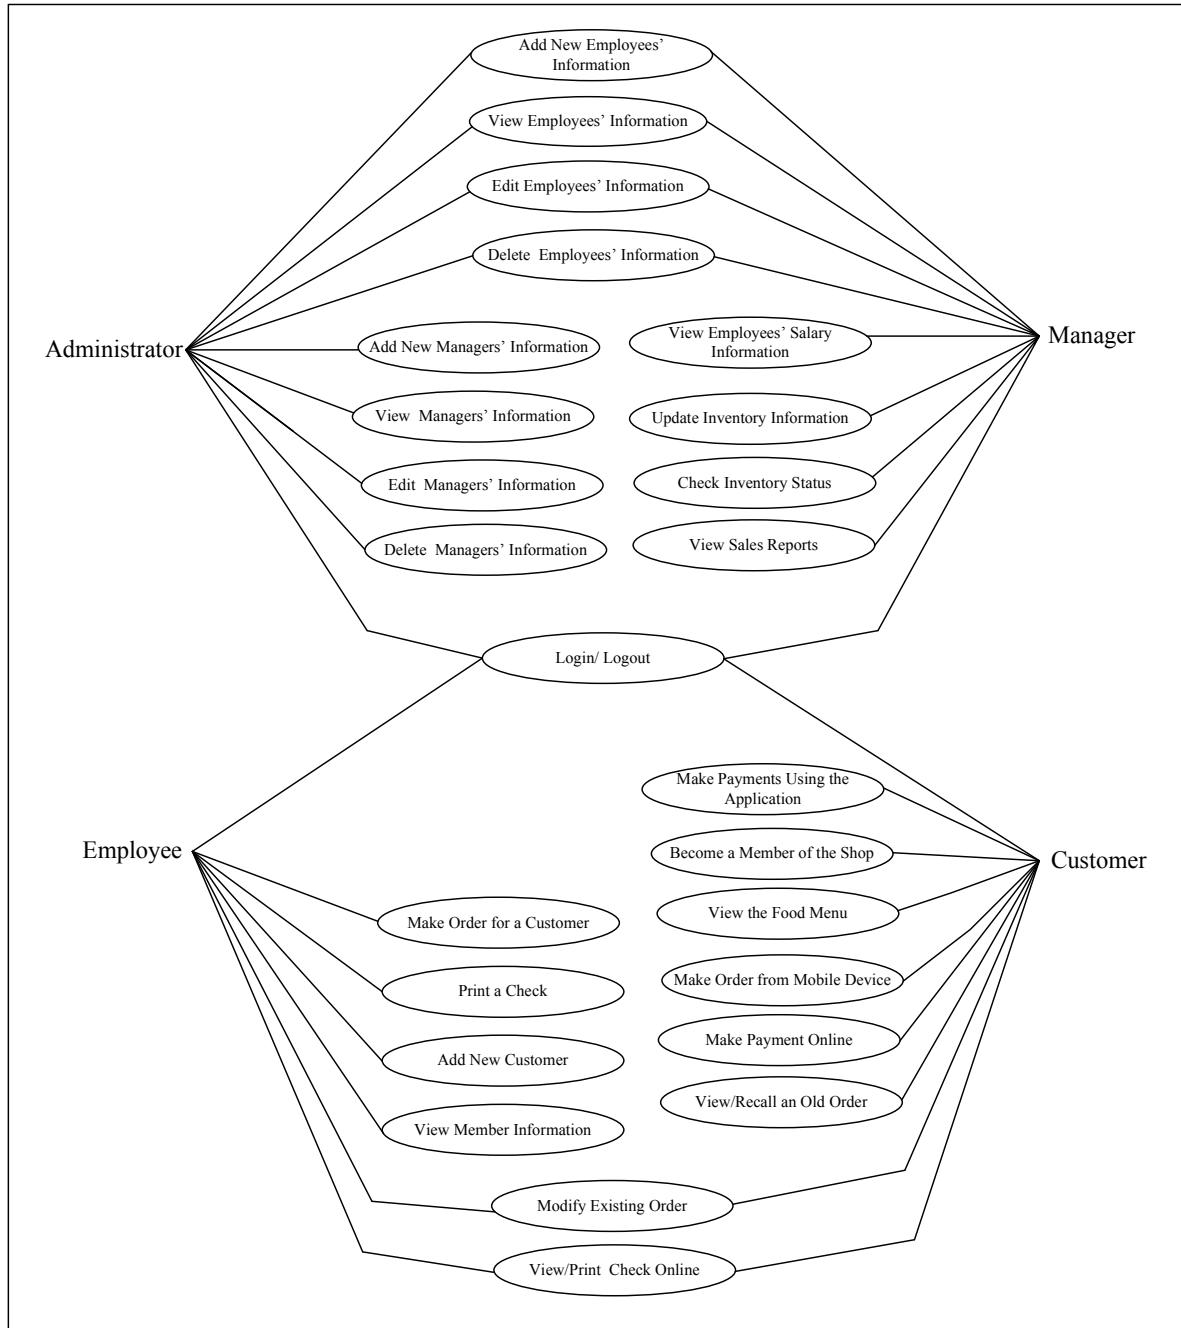 Add New Employees’
Information
View Employees’ Information
Edit Employees’ Information
Delete  Employees’ Information
Administrator
Manager
Add New Managers’ Information
View Employees’ Salary
Information
View  Managers’ Information
Update Inventory Information
Edit  Managers’ Information
Check Inventory Status
Delete  Managers’ Information
View Sales Reports
Login/ Logout
Make Payments Using the
Application
Employee
Become a Member of the Shop
Customer
Make Order for a Customer
View the Food Menu
Print a Check
Make Order from Mobile Device
Add New Customer
Make Payment Online
View Member Information
View/Recall an Old Order
Modify Existing Order
View/Print  Check Online